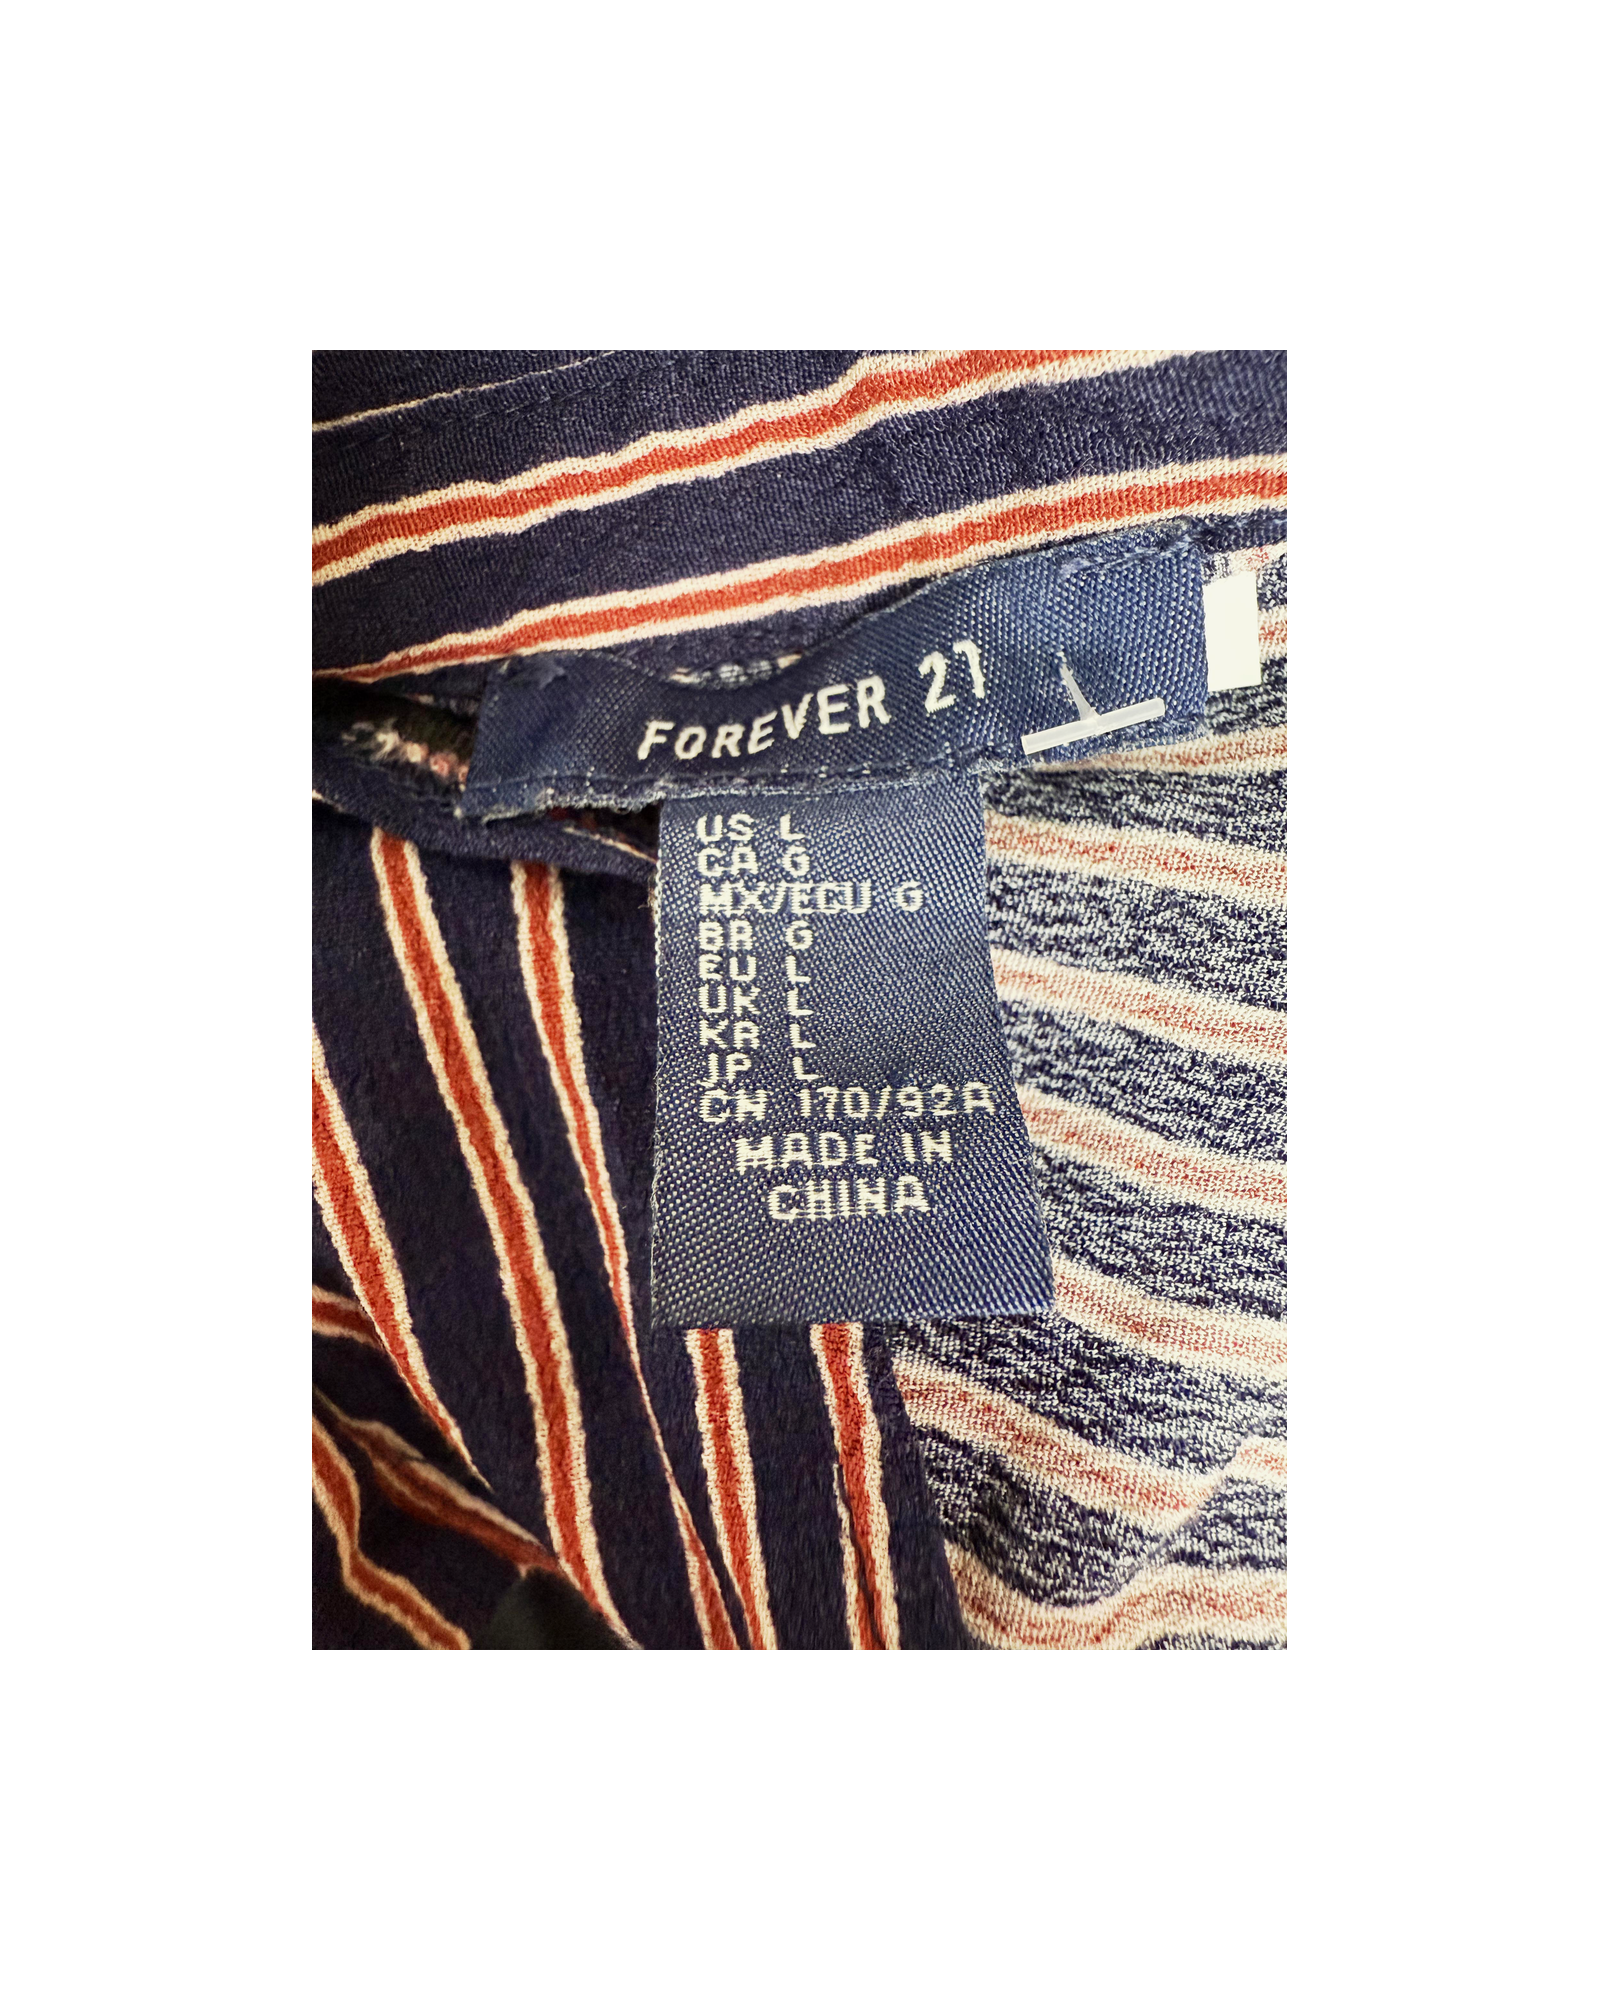 FOREVER 21
US L
CA G
MX/ECU G
BR G
EU L
UK L
KR L
JP L
CN 170/92A
MADE IN
CHINA